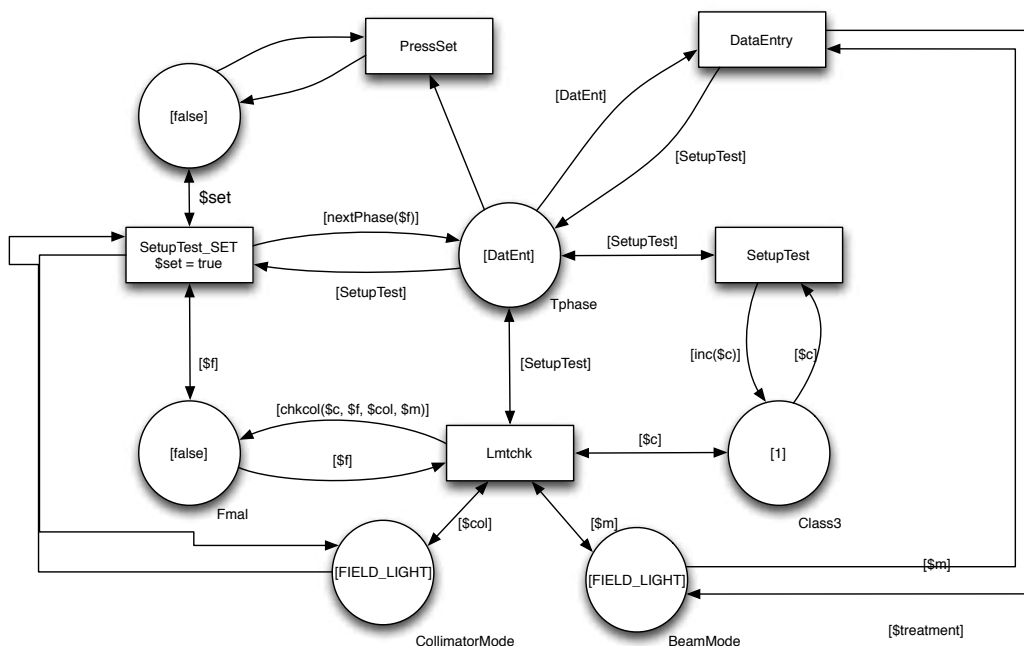 PressSet
DataEntry
[DatEnt]
[false]
[SetupTest]
$set
[nextPhase($f)]
SetupTest_SET
$set = true
[DatEnt]
[SetupTest]
SetupTest
[SetupTest]
Tphase
[$f]
[SetupTest]
[inc($c)]
[$c]
[chkcol($c, $f, $col, $m)]
[false]
[$f]
Lmtchk
[$c]
[1]
Fmal
[$col]
[$m]
Class3
[FIELD_LIGHT]
[FIELD_LIGHT]
[$m]
CollimatorMode
BeamMode
[$treatment]